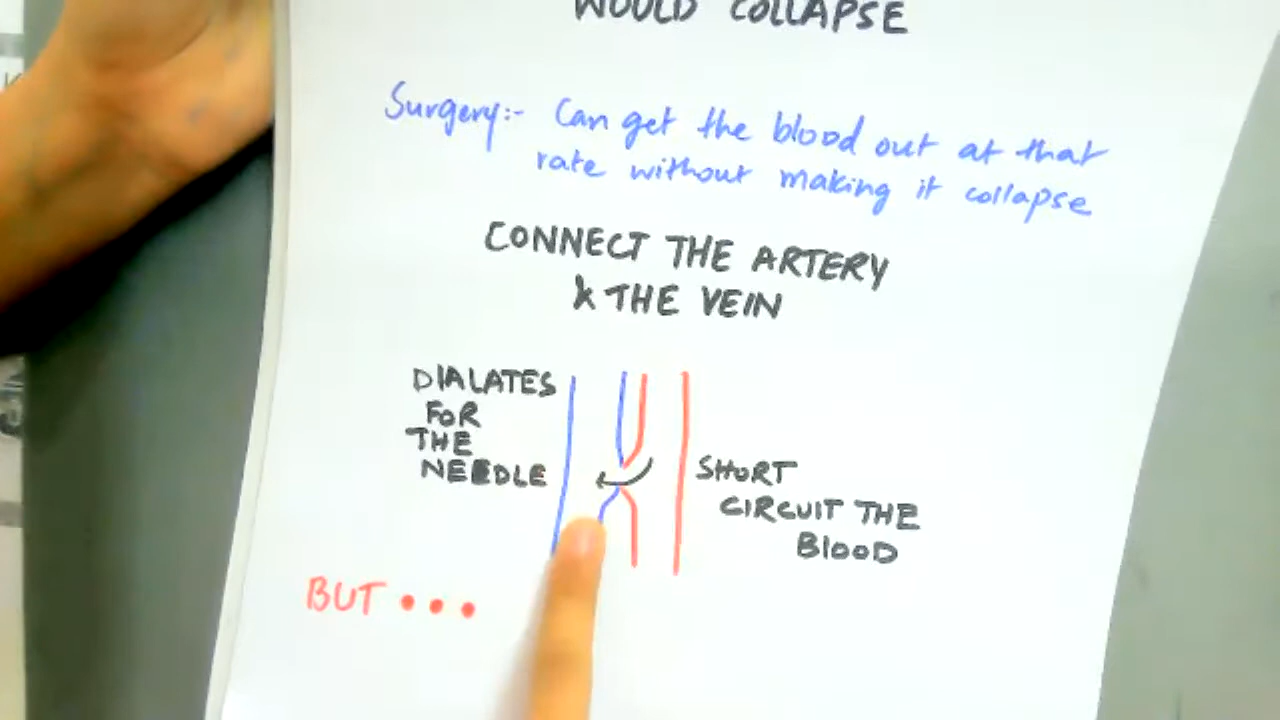 WOULD COLLAPSE
Surgery:- Can get the blood out at that
rate without making it collapse
CONNECT THE ARTERY
& THE VEIN
DIALATES
FOR
THE
NEEDLE
SHORT
CIRCUIT THE
BLOOD
BUT...